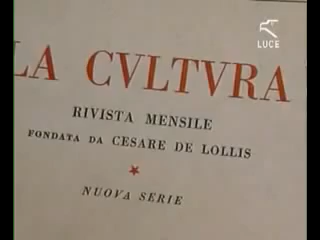 LUCE
LA CVLTVRA
RIVISTA MENSILE
FONDATA DA CESARE DE LOLLIS
NUOVA SERIE